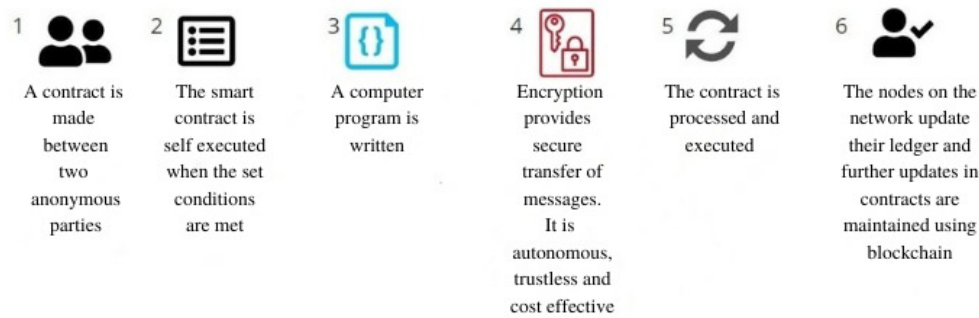 1
A contract is
made
between
two
anonymous
parties
2
The smart
contract is
self executed
when the set
conditions
are met
3
{}
A computer
program is
written
4
Encryption
provides
secure
transfer of
messages.
It is
autonomous,
trustless and
cost effective
5
The contract is
processed and
executed
6
The nodes on the
network update
their ledger and
further updates in
contracts are
maintained using
blockchain